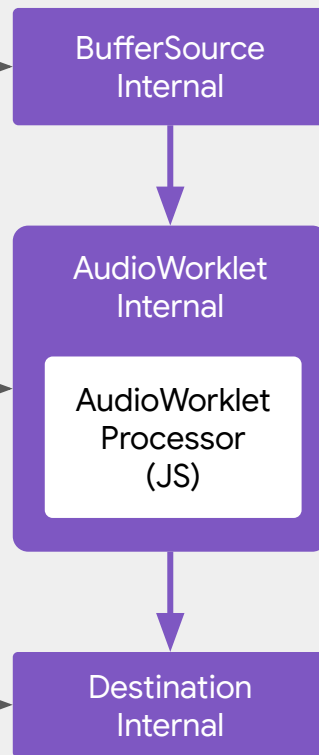 BufferSource
Internal
AudioWorklet
Internal
AudioWorklet
Processor
(JS)
Destination
Internal